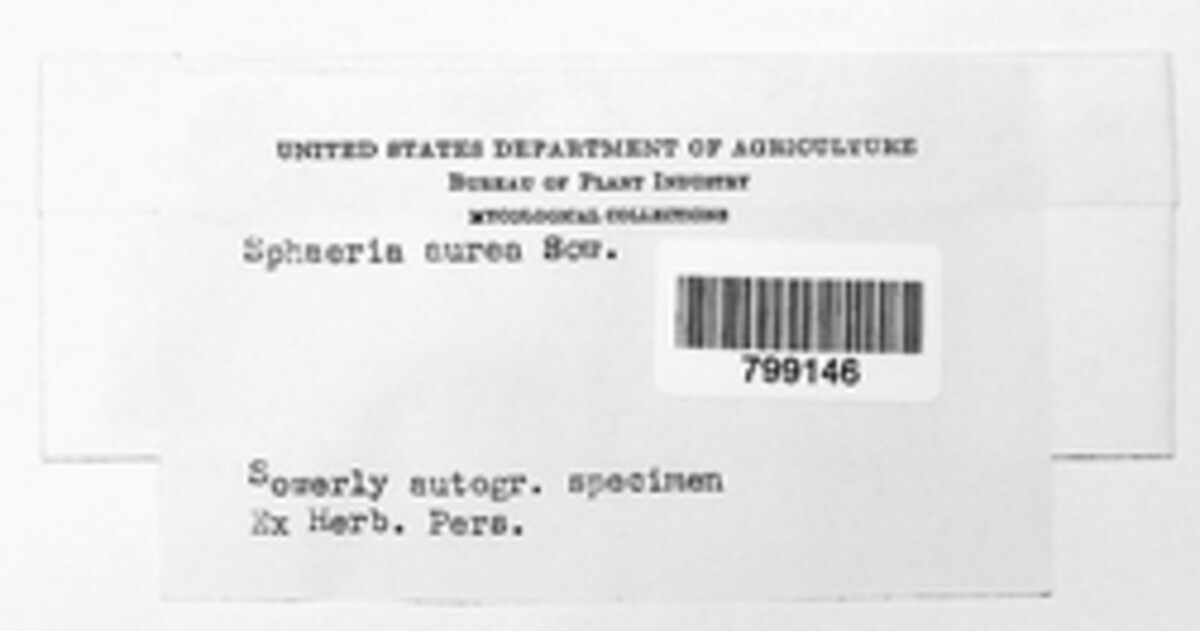 UNITED STATES DEPARTMENT OF AGRICULTURE
BUREAU OF PLANT INDUSTRY
MYCOLOGICAL COLLECTIONS
Sphaeria aurea Sow.
799146
Sowerly autogr. specimen
Ex Herb. Pers.